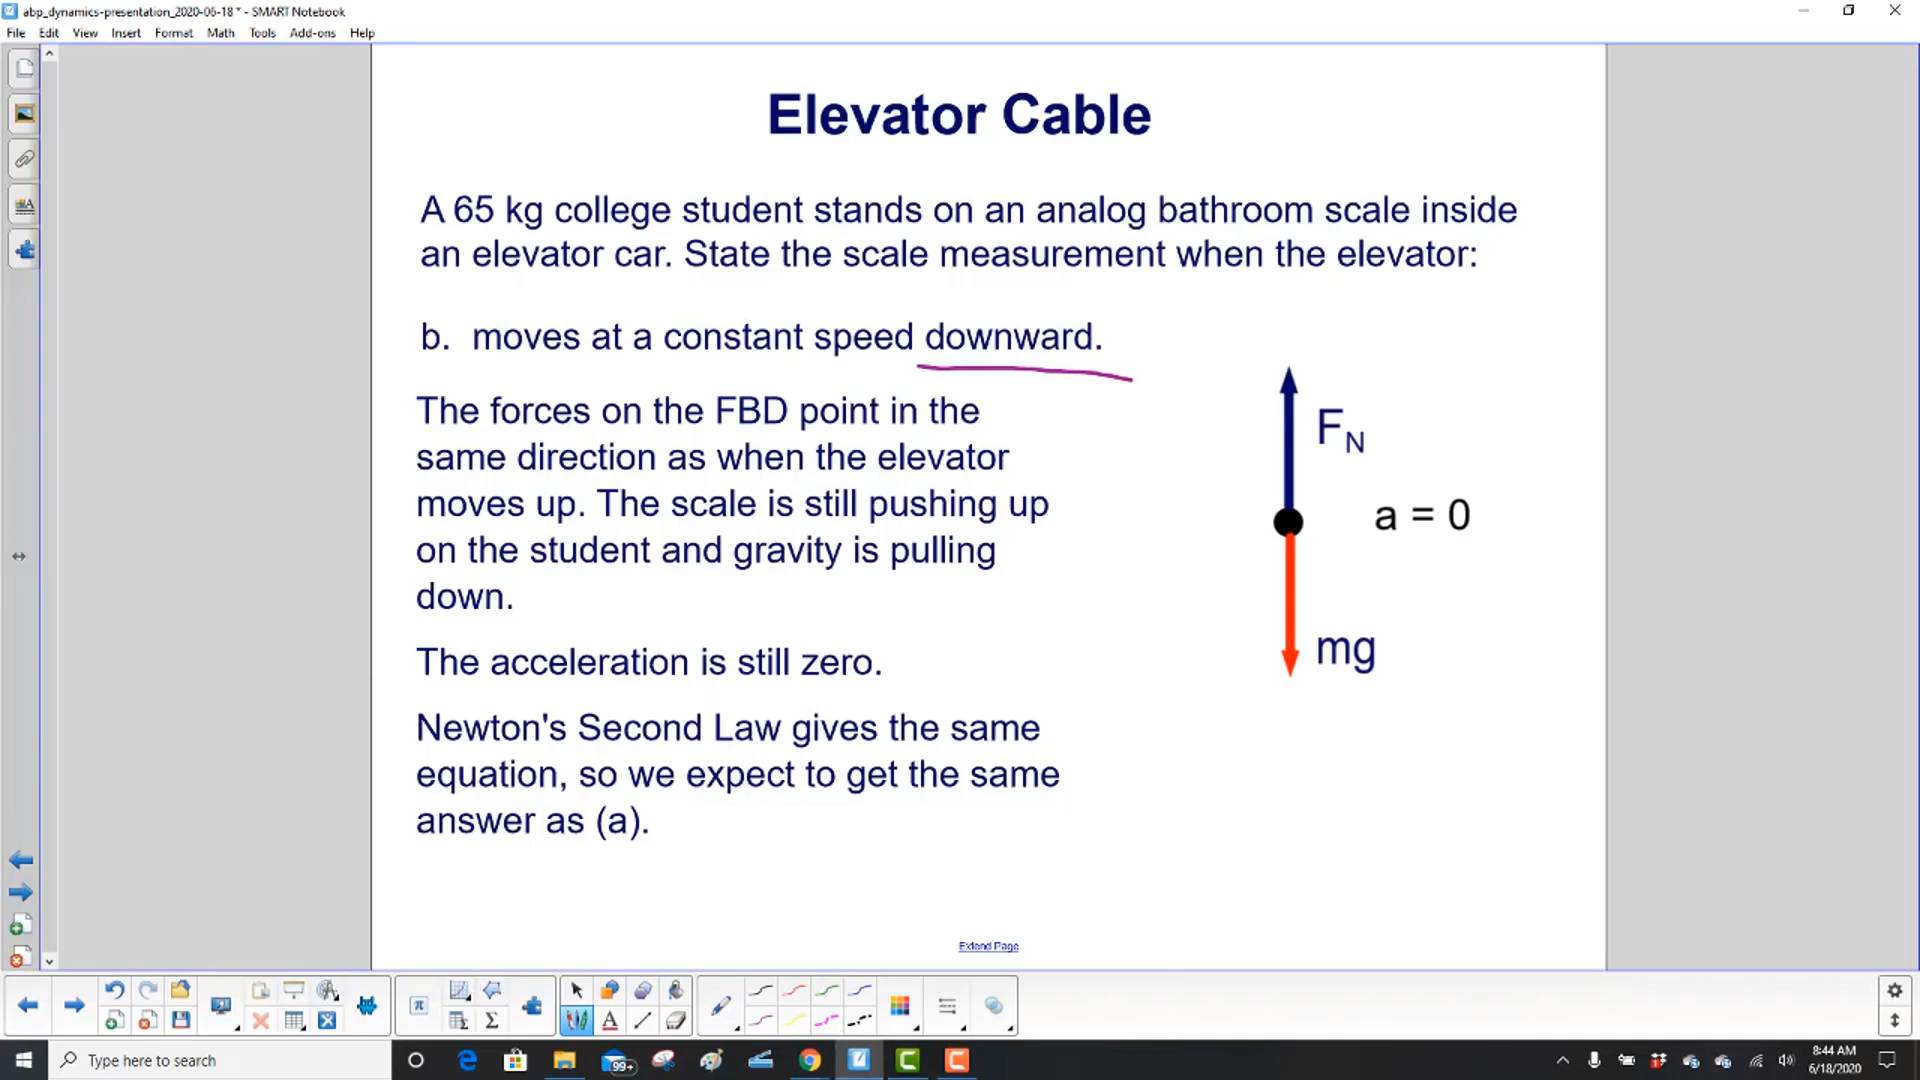 abp_dynamics-presentation_2020-06-18 * - SMART Notebook
File Edit View Insert Format Math Tools Add-ons Help
Elevator Cable
A 65 kg college student stands on an analog bathroom scale inside
an elevator car. State the scale measurement when the elevator:
b. moves at a constant speed downward.
The forces on the FBD point in the
same direction as when the elevator
moves up. The scale is still pushing up
on the student and gravity is pulling
down.
The acceleration is still zero.
Newton's Second Law gives the same
equation, so we expect to get the same
answer as (a).
FN
a = 0
mg
Extend Page
Type here to search
99+
8:44 AM
6/18/2020